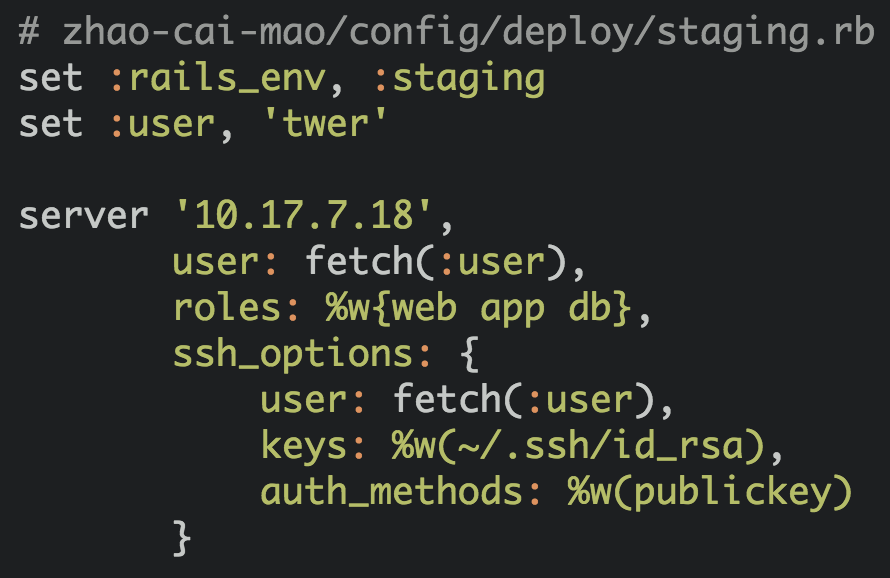 # zhao-cai-mao/config/deploy/staging.rb
set :rails_env, :staging
set :user, 'twer'

server '10.17.7.18',
       user: fetch(:user),
       roles: %w{web app db},
       ssh_options: {
           user: fetch(:user),
           keys: %w(~/.ssh/id_rsa),
           auth_methods: %w(publickey)
       }